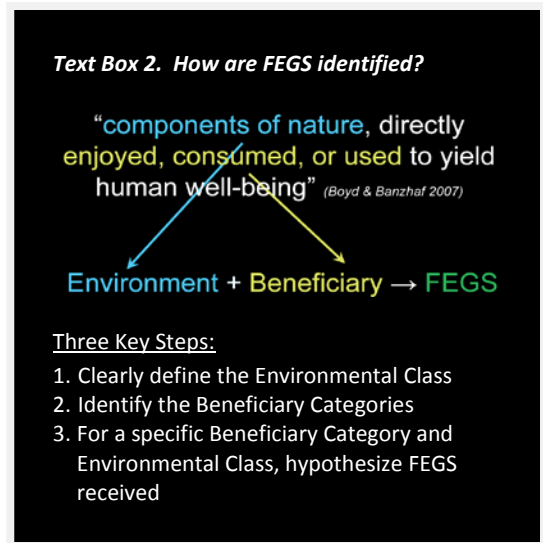 Text Box 2. How are FEGS identified?
“components of nature, directly
enjoyed, consumed, or used to yield
human well-being” (Boyd & Banzhaf 2007)
Environment + Beneficiary → FEGS
Three Key Steps:
1. Clearly define the Environmental Class
2. Identify the Beneficiary Categories
3. For a specific Beneficiary Category and
Environmental Class, hypothesize FEGS
received